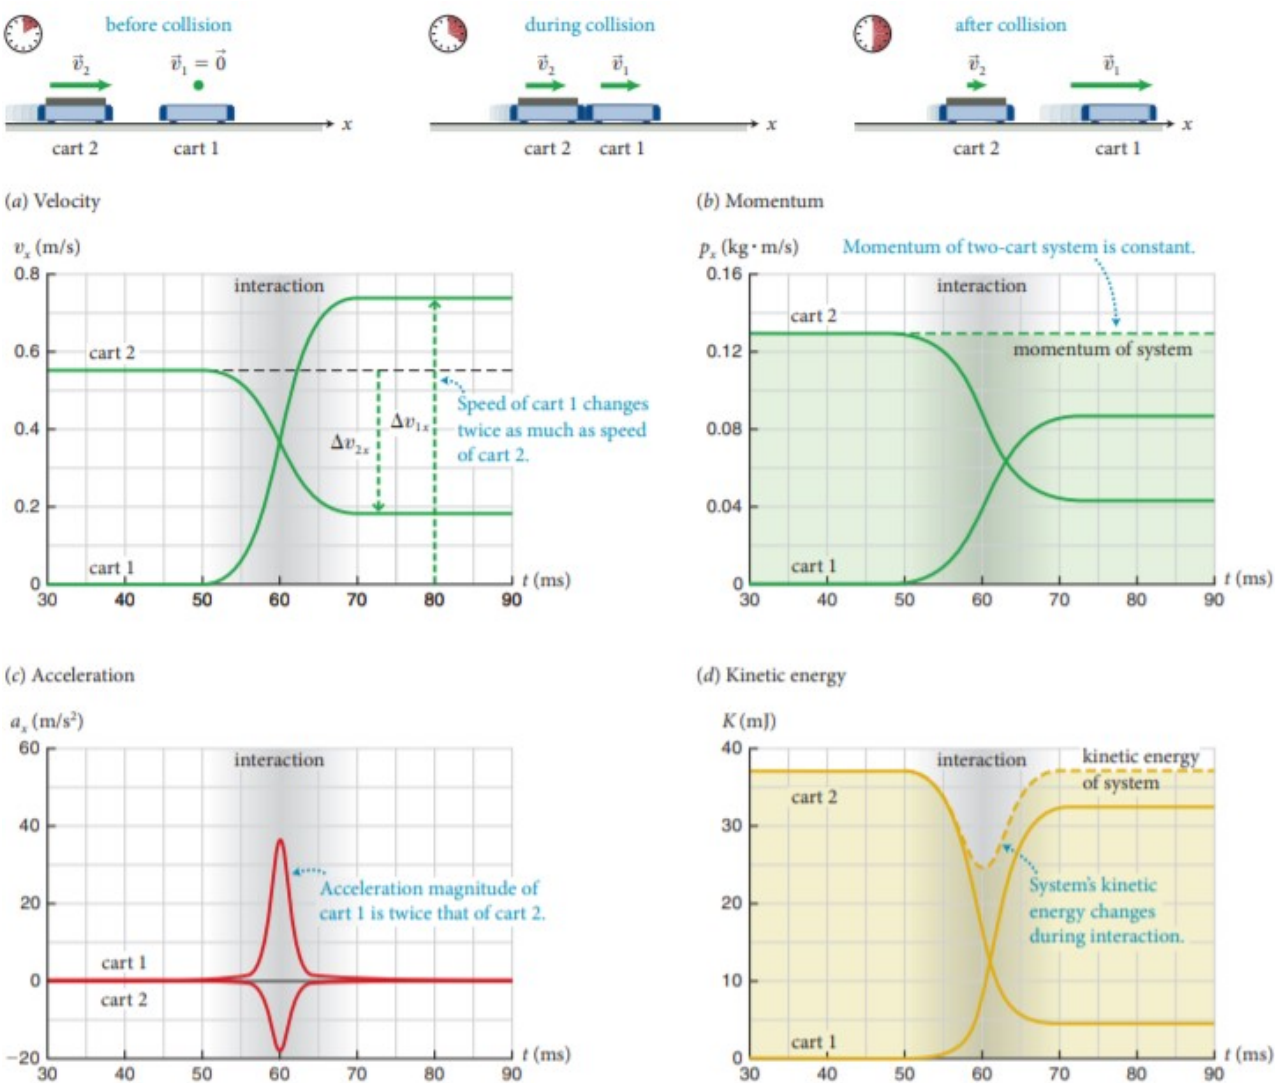 before collision
v⃗₂
v⃗₁ = 0⃗
x
cart 2
cart 1
during collision
v⃗₂
v⃗₁
x
cart 2
cart 1
after collision
v⃗₂
v⃗₁
x
cart 2
cart 1
(a) Velocity
vₓ (m/s)
0.8
0.6
0.4
0.2
0
interaction
cart 2
cart 1
Δv₂ₓ
Δv₁ₓ
Speed of cart 1 changes
twice as much as speed
of cart 2.
30 40 50 60 70 80 90
t (ms)
(b) Momentum
pₓ (kg · m/s)
Momentum of two-cart system is constant.
0.16
0.12
0.08
0.04
0
interaction
cart 2
momentum of system
cart 1
30 40 50 60 70 80 90
t (ms)
(c) Acceleration
aₓ (m/s²)
60
40
20
0
−20
interaction
Acceleration magnitude of
cart 1 is twice that of cart 2.
cart 1
cart 2
30 40 50 60 70 80 90
t (ms)
(d) Kinetic energy
K (mJ)
40
30
20
10
0
interaction
kinetic energy
of system
cart 2
System's kinetic
energy changes
during interaction.
cart 1
30 40 50 60 70 80 90
t (ms)